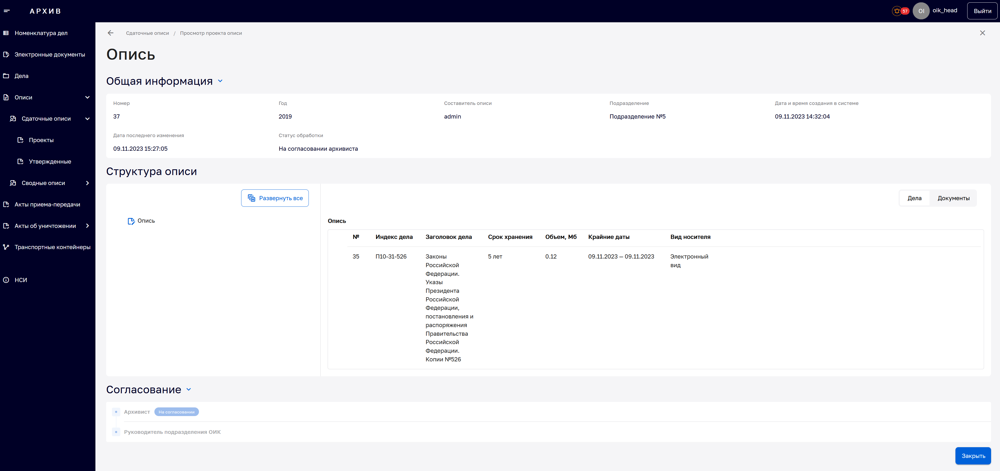 АРХИВ
57
OI
oik_head
Выйти
Номенклатура дел
Электронные документы
Дела
Описи
Сдаточные описи
Проекты
Утвержденные
Сводные описи
Акты приема-передачи
Акты об уничтожении
Транспортные контейнеры
НСИ
Сдаточные описи / Просмотр проекта описи
Опись
Общая информация
Номер
37
Год
2019
Составитель описи
admin
Подразделение
Подразделение №5
Дата и время создания в системе
09.11.2023 14:32:04
Дата последнего изменения
09.11.2023 15:27:05
Статус обработки
На согласовании архивиста
Структура описи
Развернуть все
Опись
Дела
Документы
Опись
№ Индекс дела Заголовок дела Срок хранения Объем, Мб Крайние даты Вид носителя
35 П10-31-526 Законы 5 лет 0.12 09.11.2023 — 09.11.2023 Электронный
Российской вид
Федерации.
Указы
Президента
Российской
Федерации,
постановления и
распоряжения
Правительства
Российской
Федерации.
Копии №526
Согласование
Архивист На согласовании
Руководитель подразделения ОИК
Закрыть